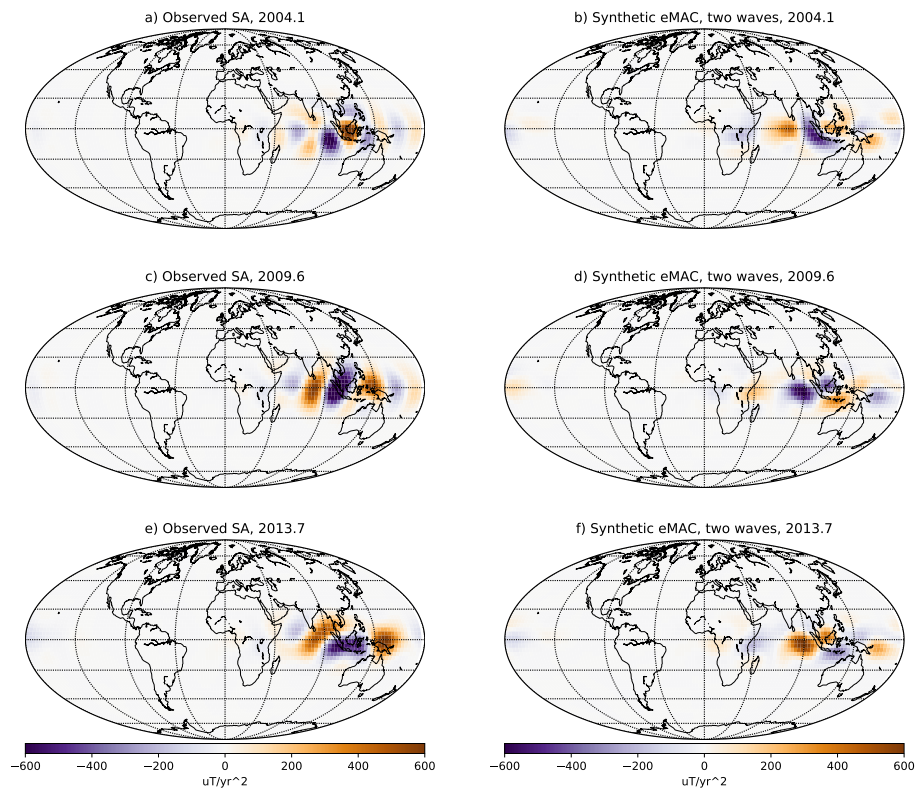 a) Observed SA, 2004.1
b) Synthetic eMAC, two waves, 2004.1
c) Observed SA, 2009.6
d) Synthetic eMAC, two waves, 2009.6
e) Observed SA, 2013.7
f) Synthetic eMAC, two waves, 2013.7
−600 −400 −200 0 200 400 600
uT/yr^2
−600 −400 −200 0 200 400 600
uT/yr^2